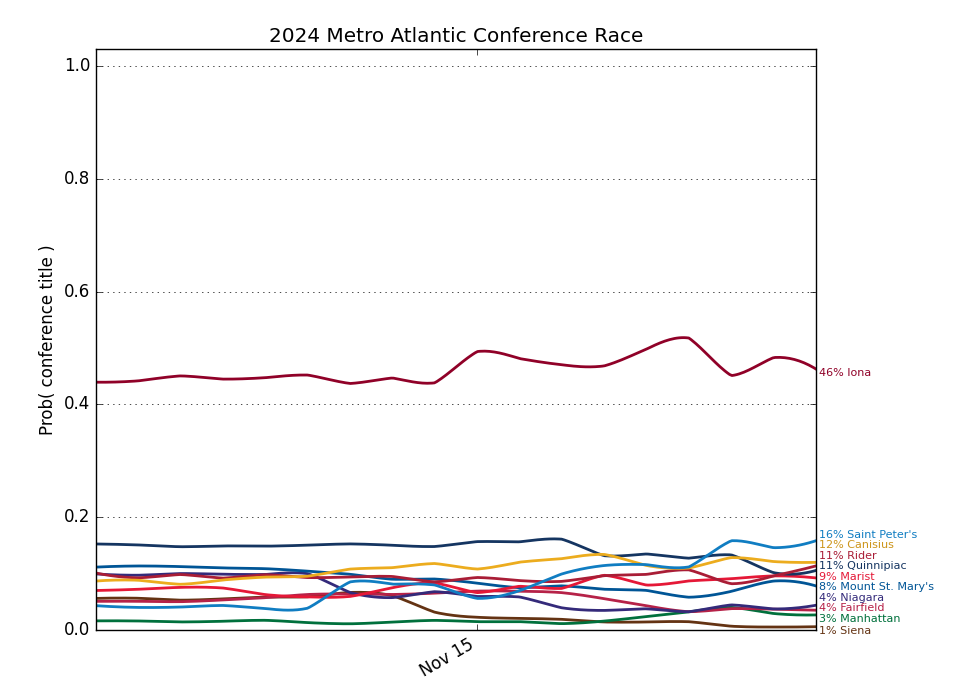 2024 Metro Atlantic Conference Race
Prob( conference title )
1.0
0.8
0.6
0.4
0.2
0.0
Nov 15
46% Iona
16% Saint Peter's
12% Canisius
11% Rider
11% Quinnipiac
9% Marist
8% Mount St. Mary's
4% Niagara
4% Fairfield
3% Manhattan
1% Siena